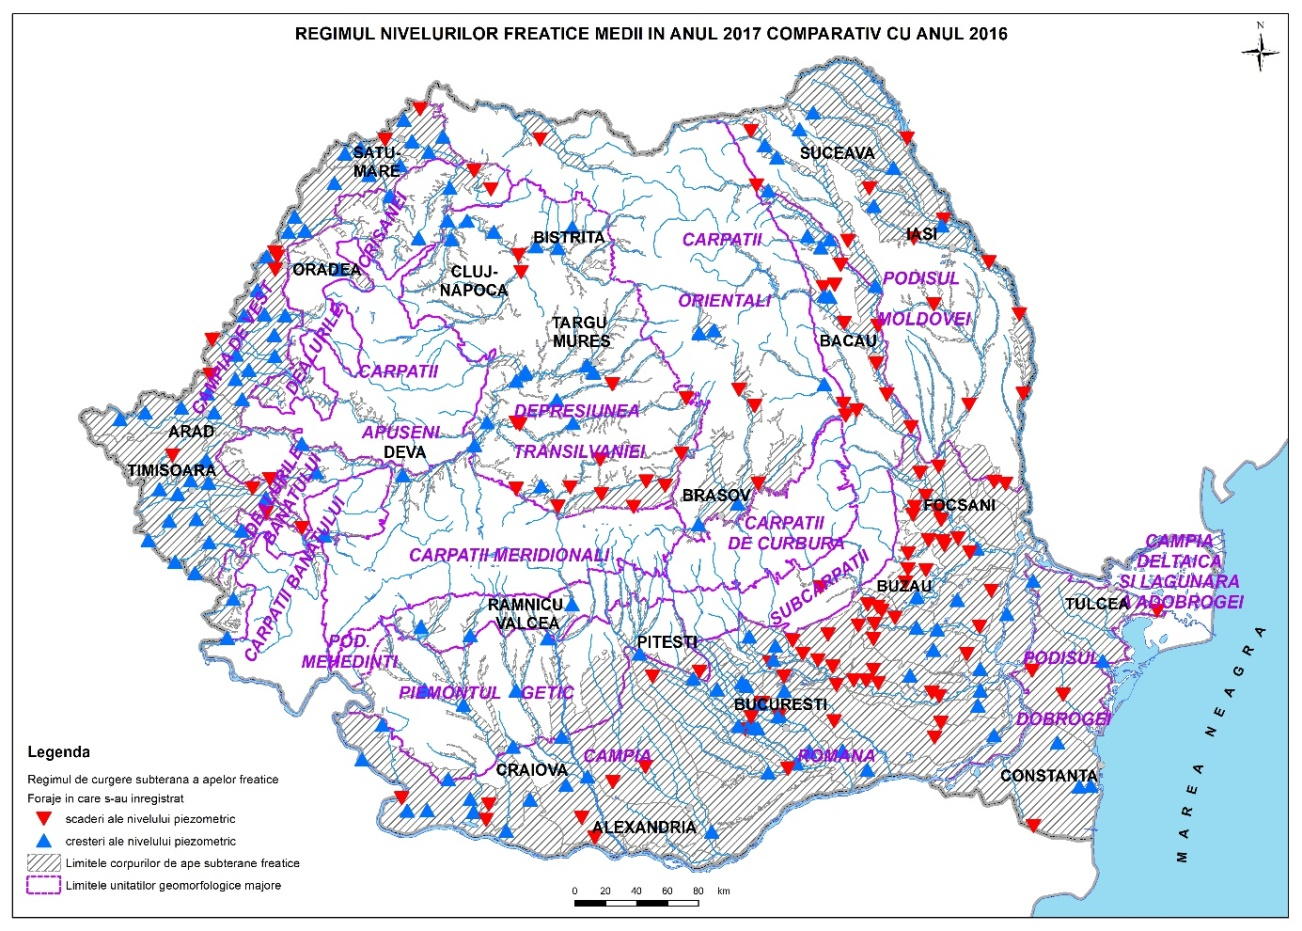 REGIMUL NIVELURILOR FREATICE MEDII IN ANUL 2017 COMPARATIV CU ANUL 2016
N
SATU-
MARE
SUCEAVA
CRISANEI
BISTRITA
CARPATII
IASI
ORADEA
CLUJ-
NAPOCA
PODISUL
ORIENTALI
MOLDOVEI
TARGU
MURES
BACAU
CAMPIA DE VEST
DEALURILE
CARPATII
DEPRESIUNEA
ARAD
APUSENI
DEVA
TRANSILVANIEI
TIMISOARA
DEALURILE
BANATULUI
BRASOV
FOCSANI
CARPATII
DE CURBURA
CARPATII MERIDIONALI
CARPATII BANATULUI
CAMPIA
DELTAICA
SI LAGUNARA
A DOBROGEI
SUBCARPATII
BUZAU
TULCEA
RAMNICU
VALCEA
POD.
MEHEDINTI
PITESTI
PODISUL
PIEMONTUL GETIC
BUCURESTI
DOBROGEI
MAREA NEAGRA
CAMPIA
ROMANA
CRAIOVA
CONSTANTA
ALEXANDRIA
Legenda
Regimul de curgere subterana a apelor freatice
Foraje in care s-au inregistrat
scaderi ale nivelului piezometric
cresteri ale nivelului piezometric
Limitele corpurilor de ape subterane freatice
Limitele unitatilor geomorfologice majore
0 20 40 60 80 km